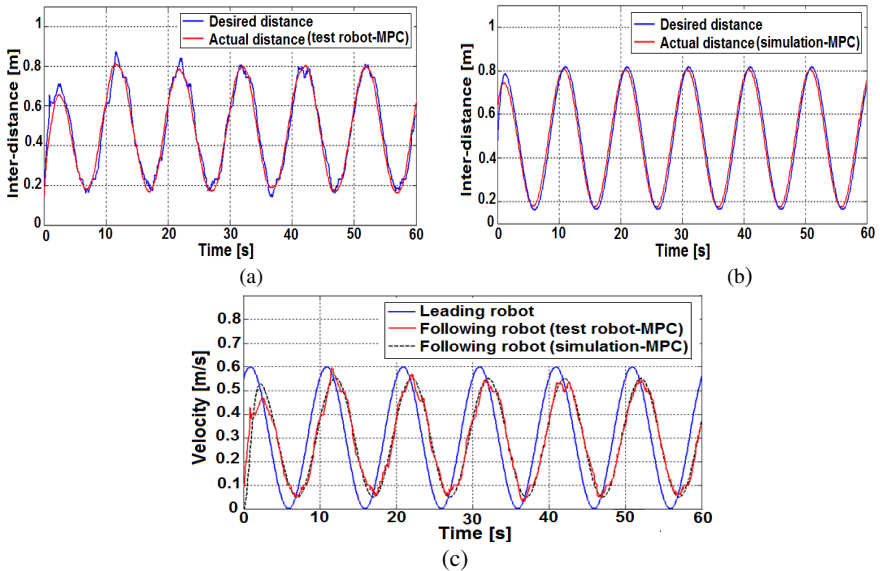 Desired distance
Actual distance (test robot-MPC)
Inter-distance [m]
1
0.8
0.6
0.4
0.2
0
0 10 20 30 40 50 60
Time [s]
(a)
Desired distance
Actual distance (simulation-MPC)
Inter-distance [m]
1
0.8
0.6
0.4
0.2
0
0 10 20 30 40 50 60
Time [s]
(b)
Leading robot
Following robot (test robot-MPC)
Following robot (simulation-MPC)
Velocity [m/s]
0.8
0.7
0.6
0.5
0.4
0.3
0.2
0.1
0
0 10 20 30 40 50 60
Time [s]
(c)